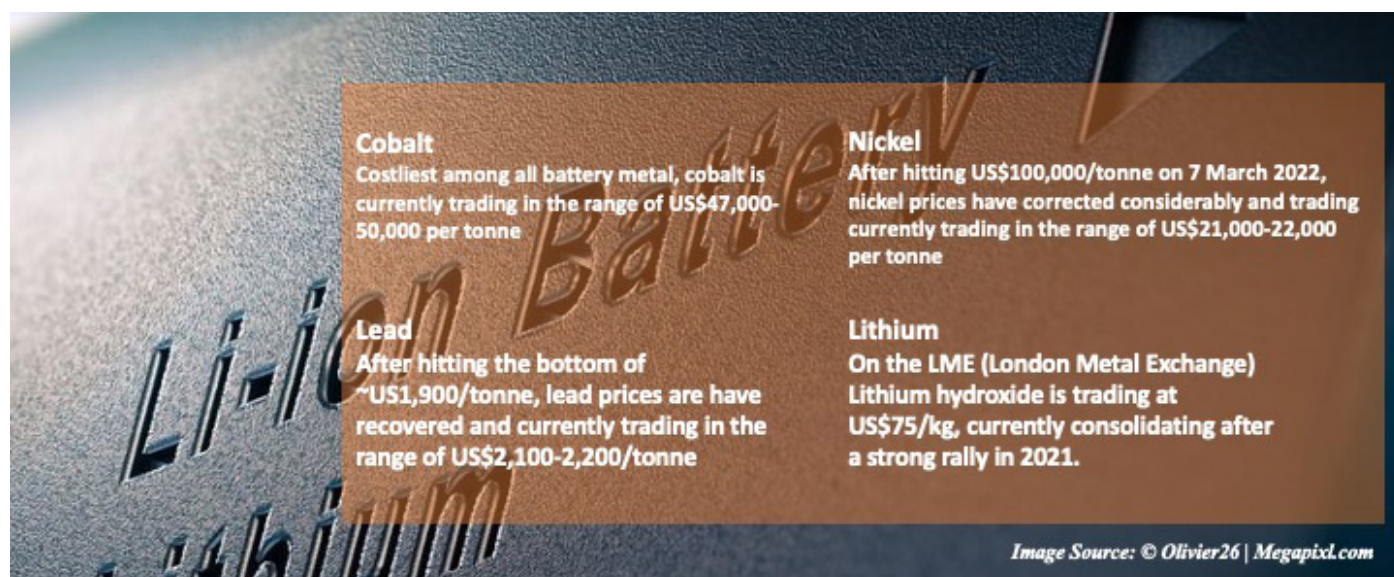 Cobalt
Costliest among all battery metal, cobalt is
currently trading in the range of US$47,000-
50,000 per tonne
Nickel
After hitting US$100,000/tonne on 7 March 2022,
nickel prices have corrected considerably and trading
currently trading in the range of US$21,000-22,000
per tonne
Lead
After hitting the bottom of
~US1,900/tonne, lead prices are have
recovered and currently trading in the
range of US$2,100-2,200/tonne
Lithium
On the LME (London Metal Exchange)
Lithium hydroxide is trading at
US$75/kg, currently consolidating after
a strong rally in 2021.
Li-ion Battery
Lithium
Image Source: © Olivier26 | Megapixl.com